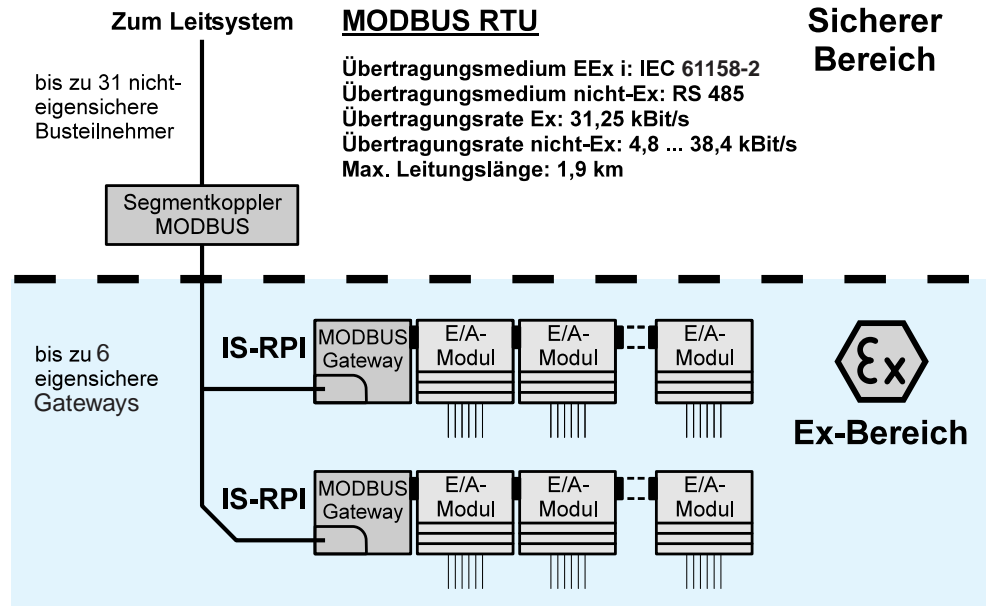 Zum Leitsystem
MODBUS RTU
Sicherer
Bereich
bis zu 31 nicht-
eigensichere
Busteilnehmer
Übertragungsmedium EEx i: IEC 61158-2
Übertragungsmedium nicht-Ex: RS 485
Übertragungsrate Ex: 31,25 kBit/s
Übertragungsrate nicht-Ex: 4,8 ... 38,4 kBit/s
Max. Leitungslänge: 1,9 km
Segmentkoppler
MODBUS
bis zu 6
eigensichere
Gateways
IS-RPI
MODBUS
Gateway
E/A-
Modul
E/A-
Modul
E/A-
Modul
Ex
Ex-Bereich
IS-RPI
MODBUS
Gateway
E/A-
Modul
E/A-
Modul
E/A-
Modul